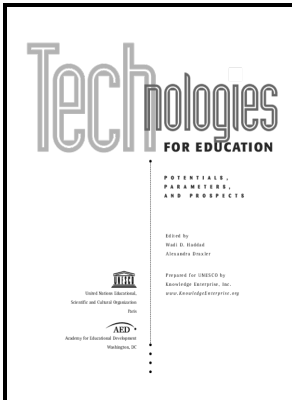 Technologies
FOR EDUCATION
POTENTIALS,
PARAMETERS,
AND PROSPECTS
Edited by
Wadi D. Haddad
Alexandra Draxler
Prepared for UNESCO by
Knowledge Enterprise, Inc.
www.KnowledgeEnterprise.org
UNESCO
United Nations Educational,
Scientific and Cultural Organization
Paris
AED
Academy for Educational Development
Washington, DC